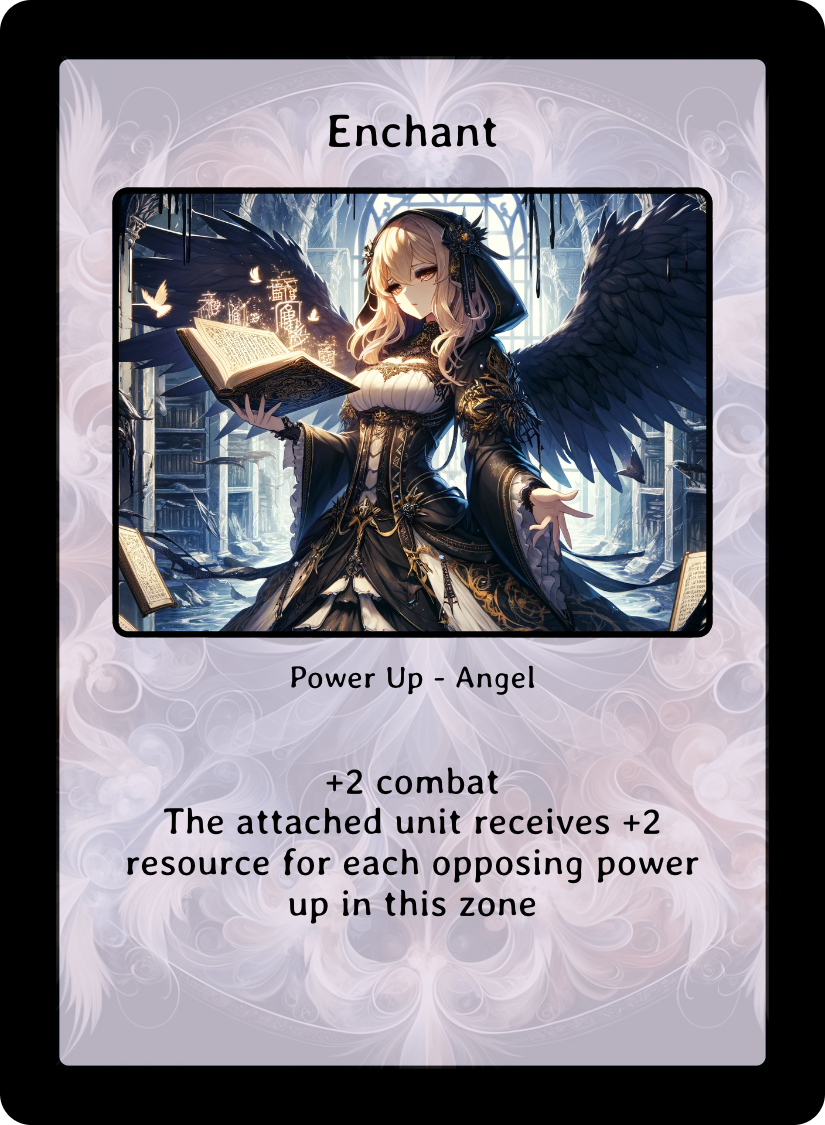 Enchant
Power Up - Angel
+2 combat
The attached unit receives +2
resource for each opposing power
up in this zone